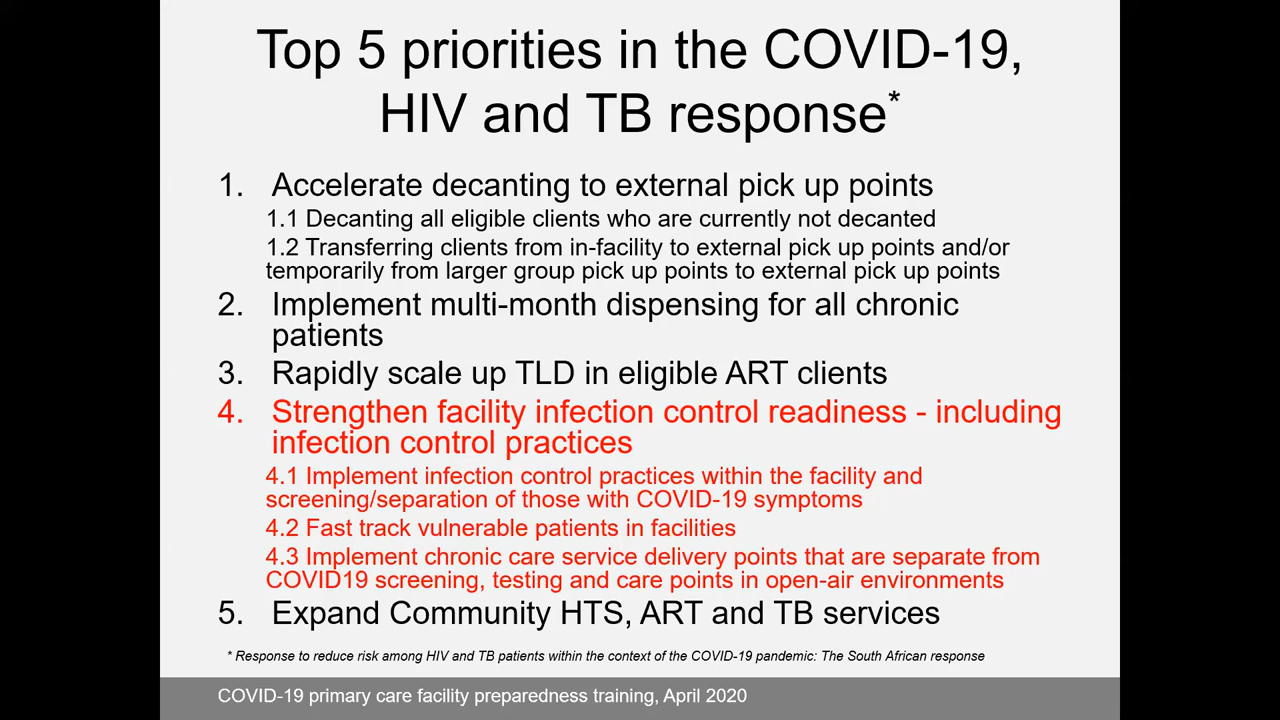 Top 5 priorities in the COVID-19,
HIV and TB response*
1. Accelerate decanting to external pick up points
1.1 Decanting all eligible clients who are currently not decanted
1.2 Transferring clients from in-facility to external pick up points and/or
temporarily from larger group pick up points to external pick up points
2. Implement multi-month dispensing for all chronic
patients
3. Rapidly scale up TLD in eligible ART clients
4. Strengthen facility infection control readiness - including
infection control practices
4.1 Implement infection control practices within the facility and
screening/separation of those with COVID-19 symptoms
4.2 Fast track vulnerable patients in facilities
4.3 Implement chronic care service delivery points that are separate from
COVID19 screening, testing and care points in open-air environments
5. Expand Community HTS, ART and TB services
* Response to reduce risk among HIV and TB patients within the context of the COVID-19 pandemic: The South African response
COVID-19 primary care facility preparedness training, April 2020